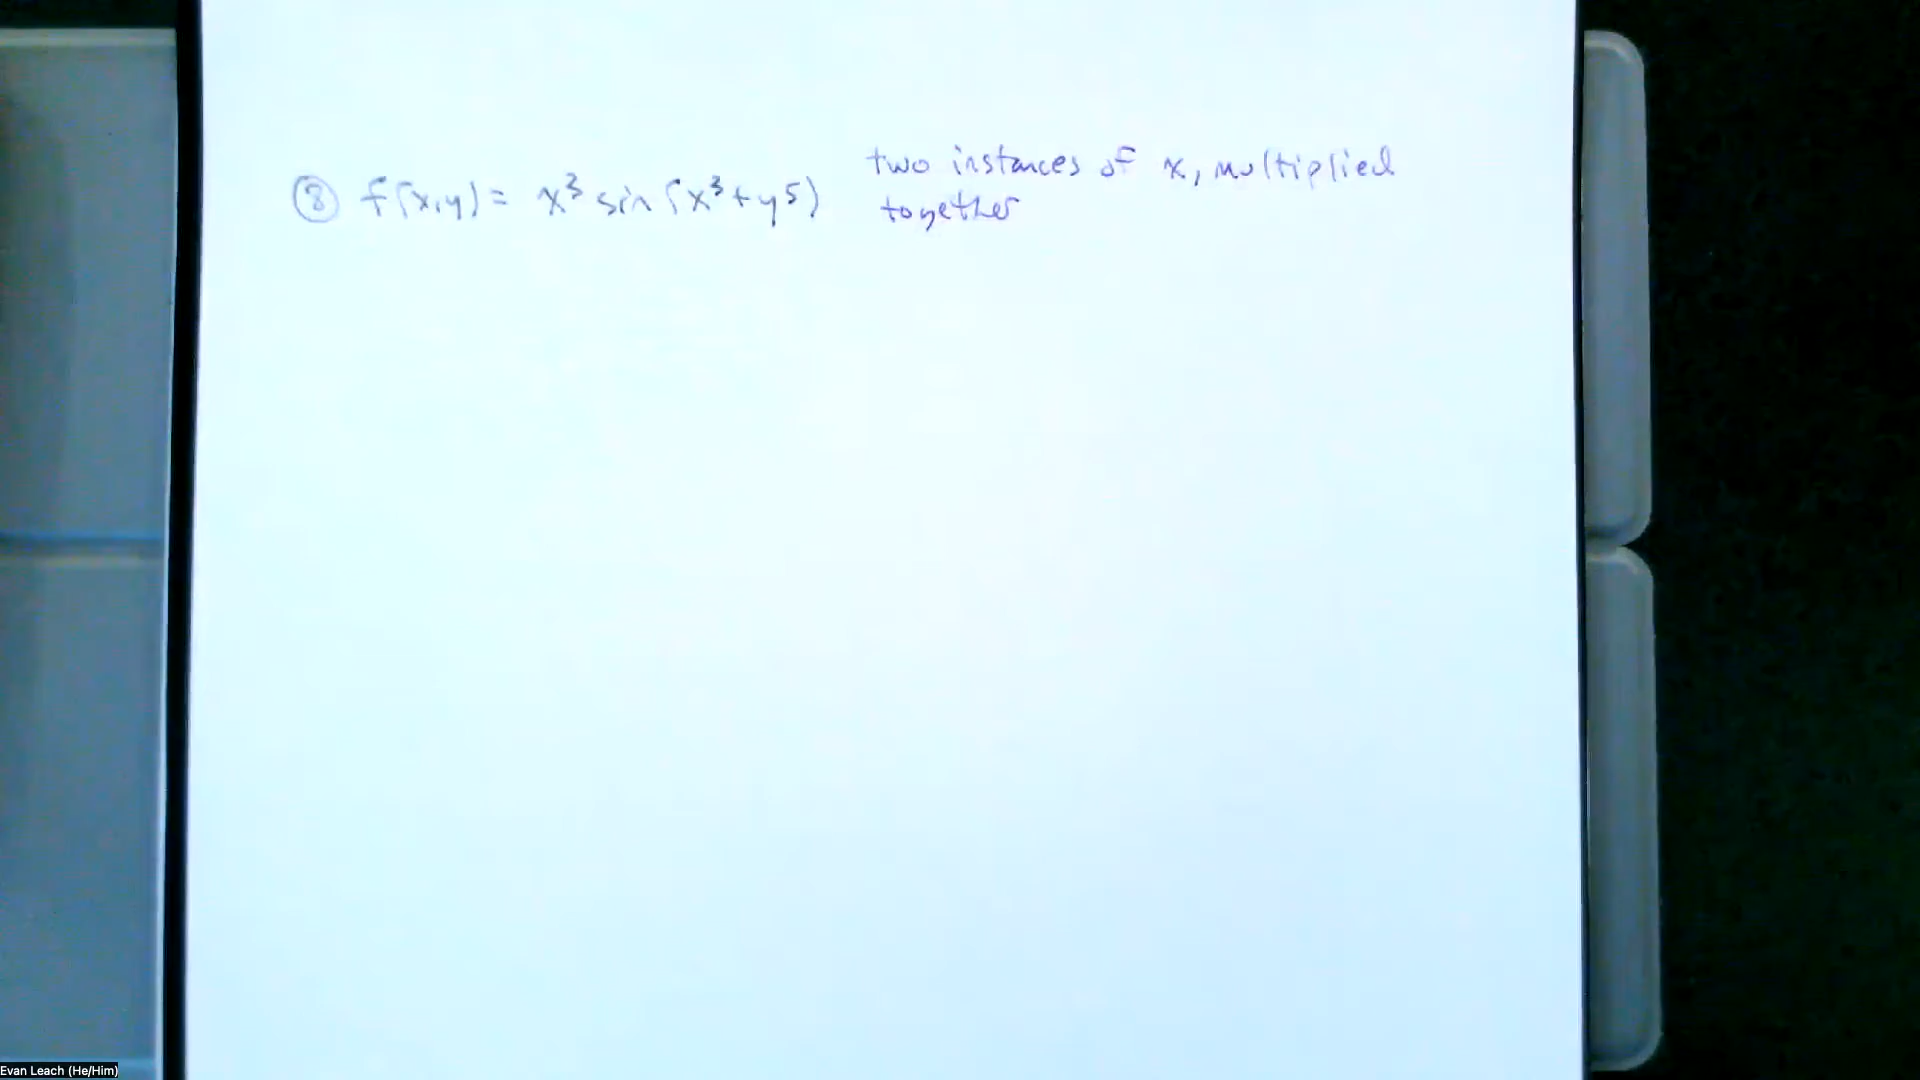 ⑧ f(x,y) = x³ sin(x³+y⁵)
two instances of x, multiplied
together
Evan Leach (He/Him)